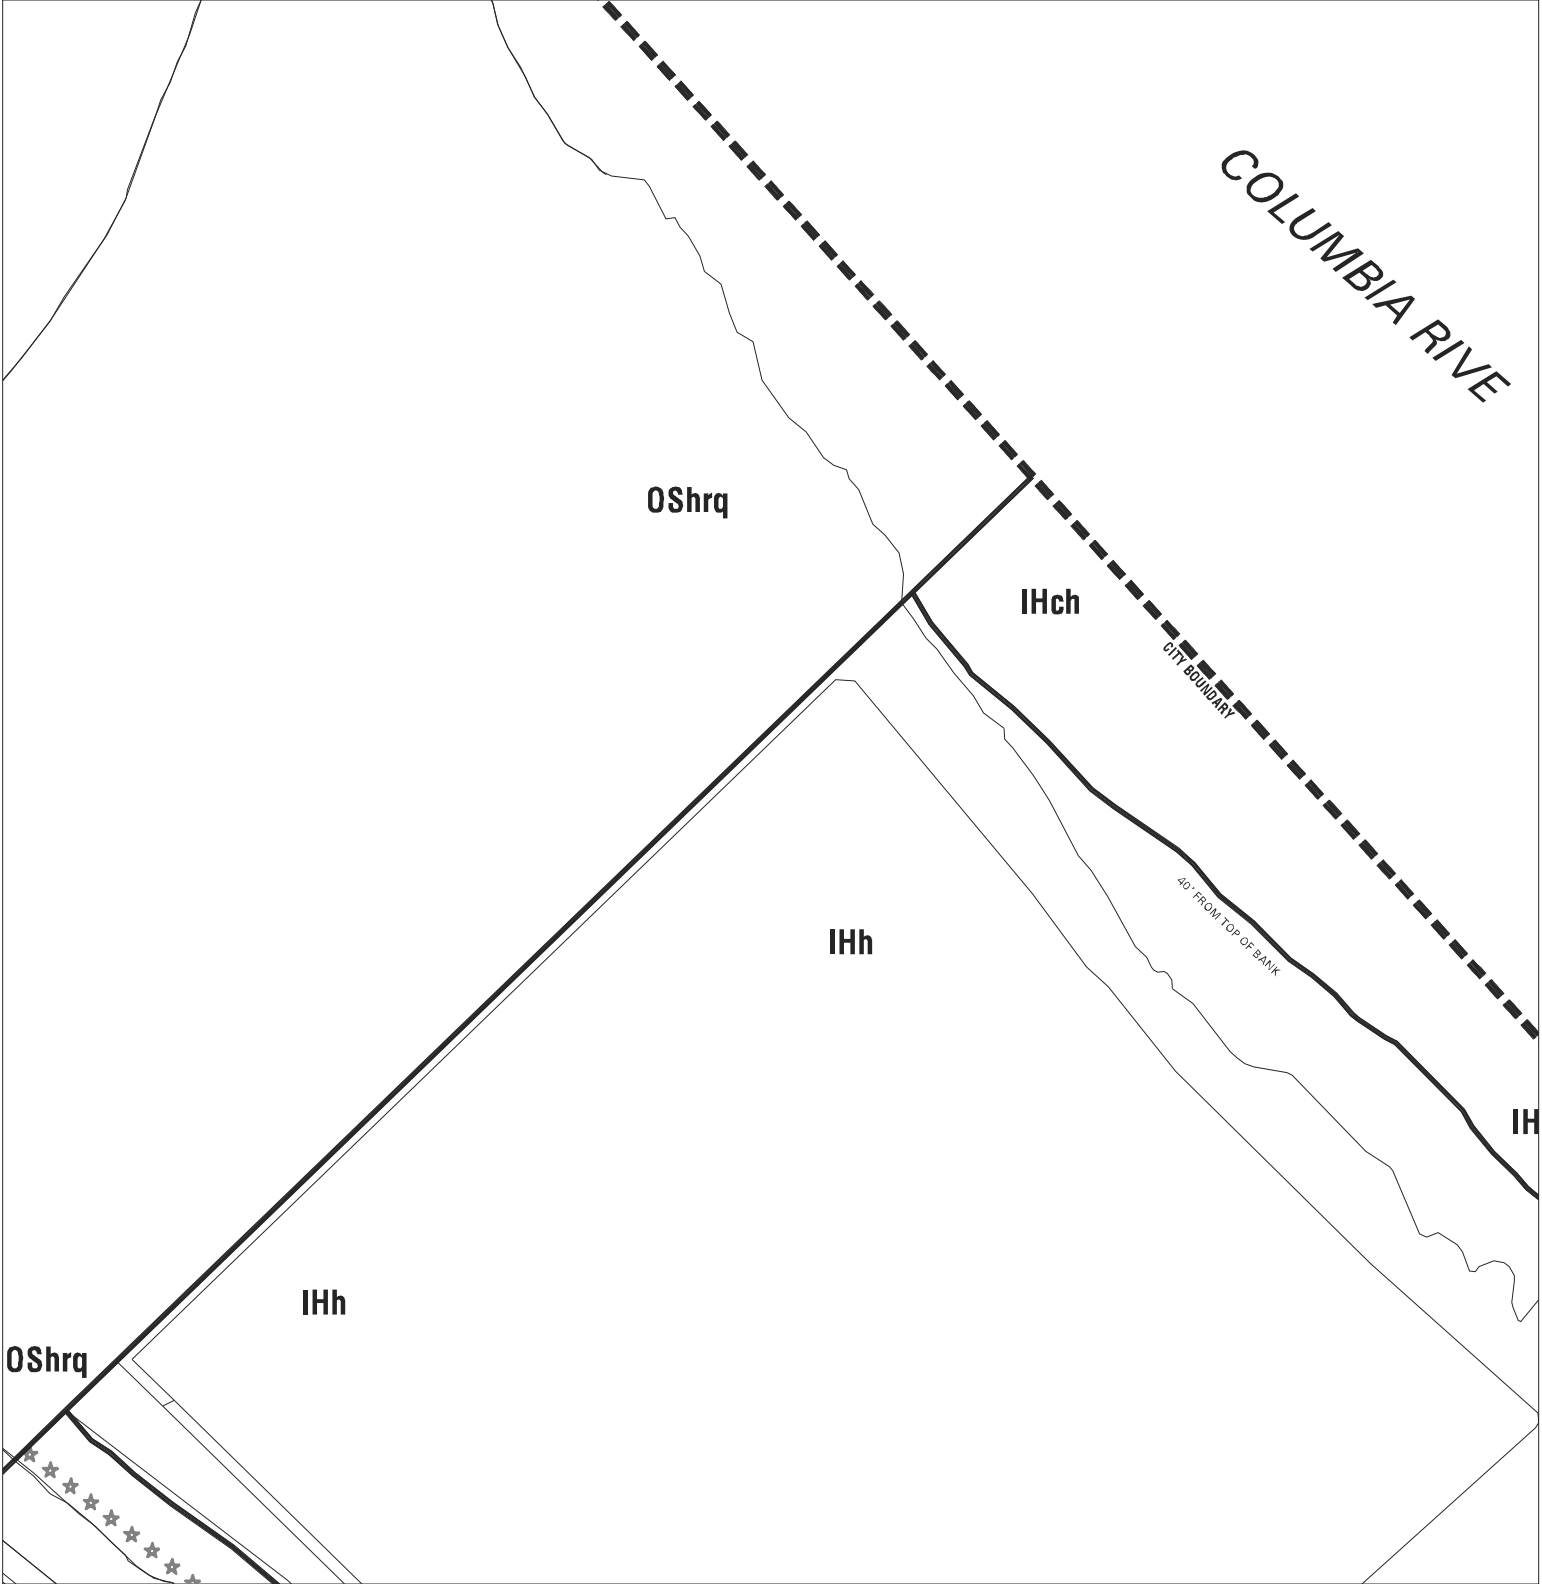 COLUMBIA RIVE
OShrq
IHch
CITY BOUNDARY
40' FROM TOP OF BANK
IHh
IH
IHh
OShrq